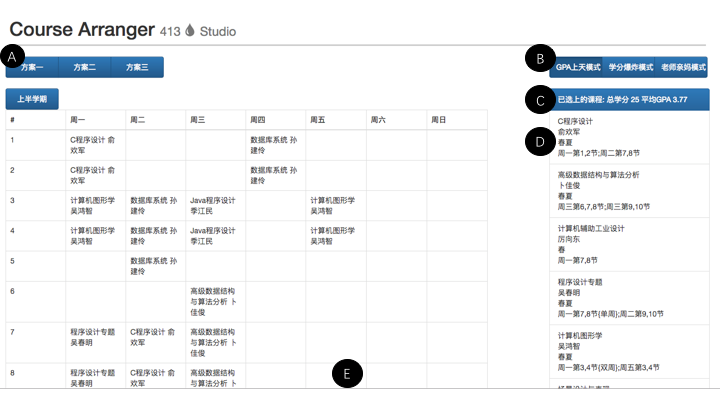 Course Arranger 413 Studio
A
方案一 方案二 方案三
B
GPA上天模式 学分爆炸模式 老师亲妈模式
上半学期
C
已选上的课程: 总学分 25 平均GPA 3.77
# 周一 周二 周三 周四 周五 周六 周日
1 C程序设计 俞 数据库系统 孙
欢军 建伶
2 C程序设计 俞 数据库系统 孙
欢军 建伶
3 计算机图形学 数据库系统 孙 Java程序设计 计算机图形学
吴鸿智 建伶 季江民 吴鸿智
4 计算机图形学 数据库系统 孙 Java程序设计 计算机图形学
吴鸿智 建伶 季江民 吴鸿智
5 数据库系统 孙
建伶
6 高级数据结构
与算法分析 卜
佳俊
7 程序设计专题 C程序设计 俞 高级数据结构
吴春明 欢军 与算法分析 卜
佳俊
8 程序设计专题 C程序设计 俞 高级数据结构
吴春明 欢军 与算法分析 卜
E
D
C程序设计
俞欢军
春夏
周一第1,2节;周二第7,8节
高级数据结构与算法分析
卜佳俊
春夏
周三第6,7,8节;周三第9,10节
计算机辅助工业设计
厉向东
春
周一第7,8节
程序设计专题
吴春明
春夏
周一第7,8节{单周};周二第9,10节
计算机图形学
吴鸿智
春夏
周一第3,4节{双周};周五第3,4节